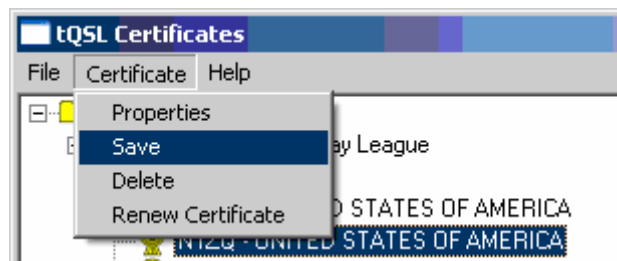 tQSL Certificates
File Certificate Help
Properties
Save
ay League
Delete
Renew Certificate
STATES OF AMERICA
N1ZQ - UNITED STATES OF AMERICA